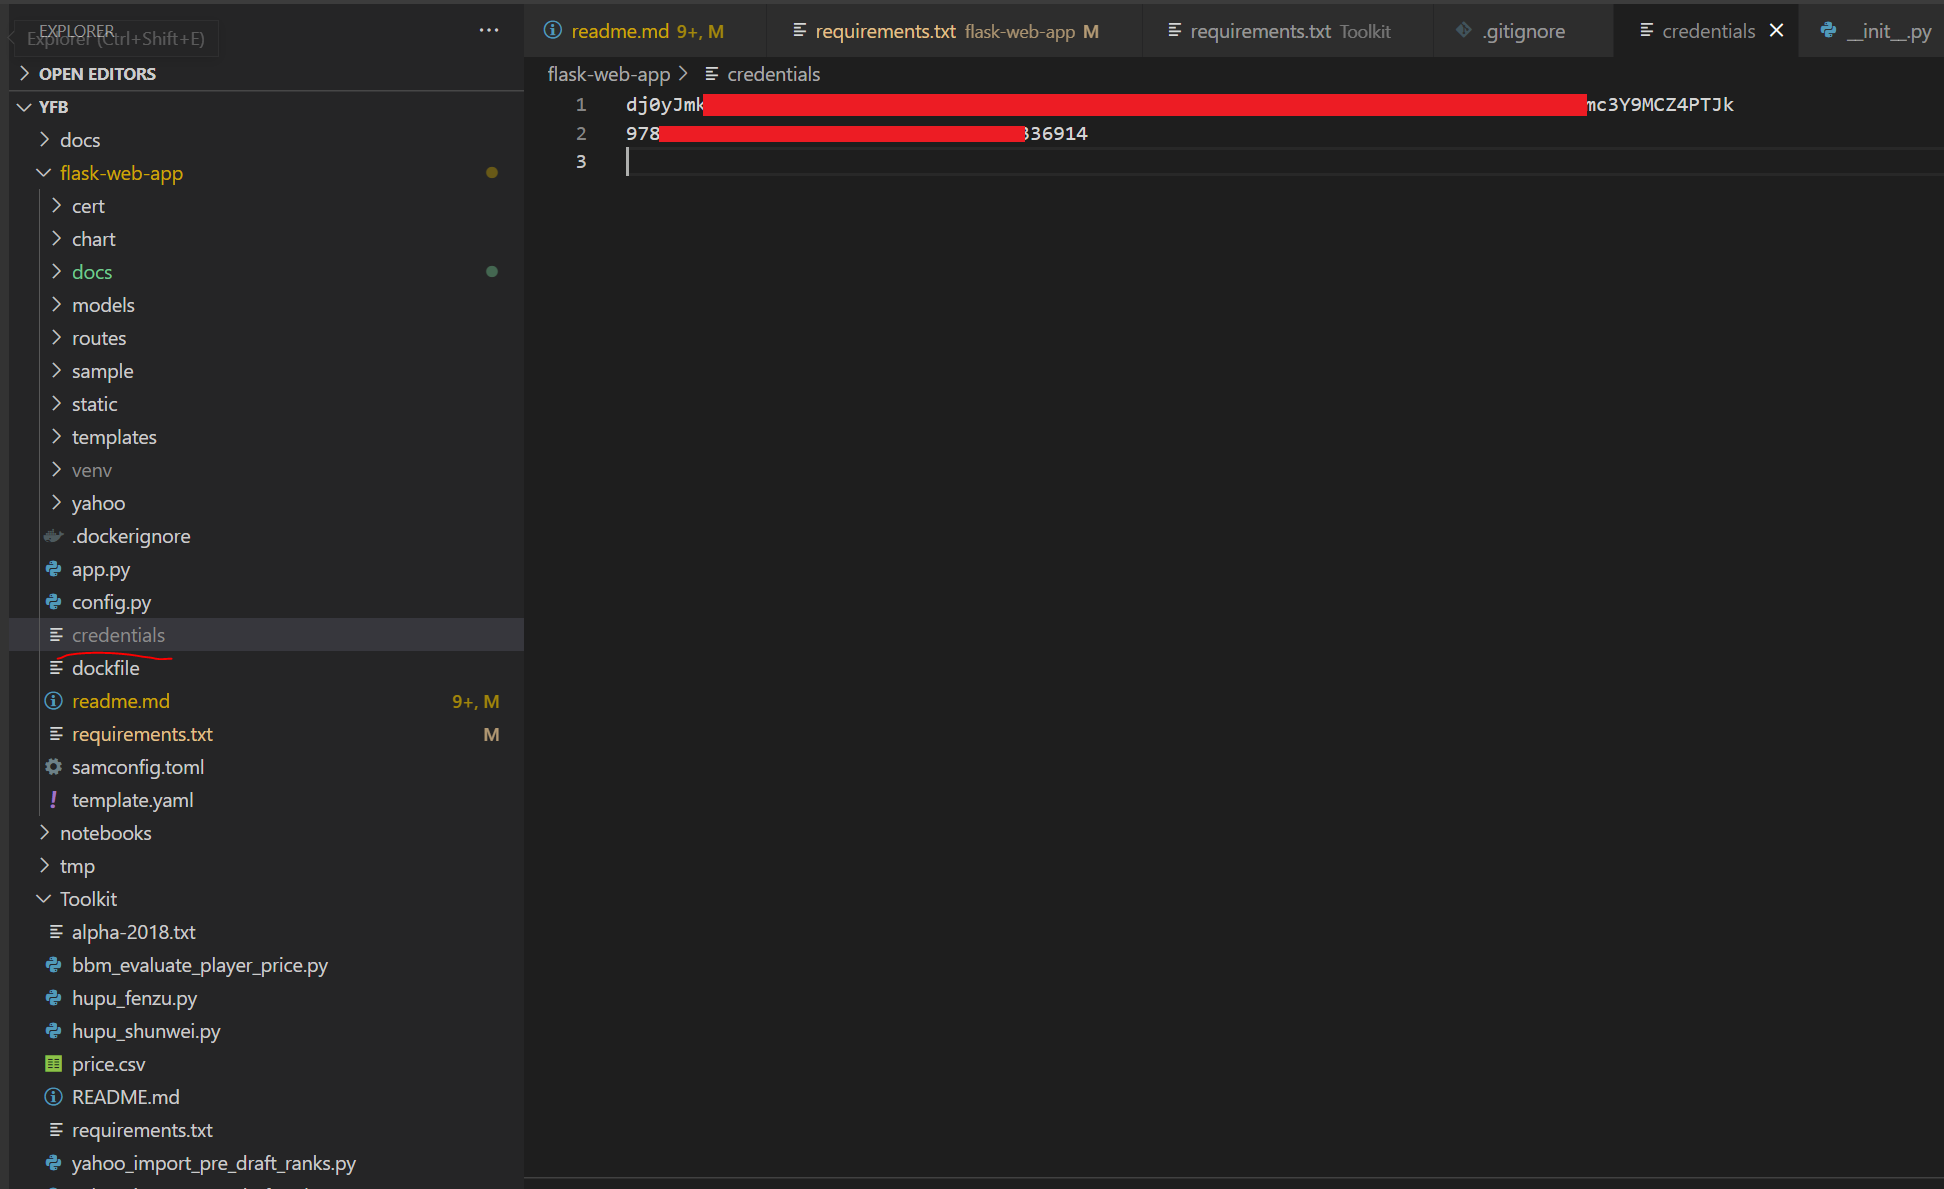 EXPLORER
Explorer (Ctrl+Shift+E)
OPEN EDITORS
YFB
docs
flask-web-app
cert
chart
docs
models
routes
sample
static
templates
venv
yahoo
.dockerignore
app.py
config.py
credentials
dockfile
readme.md 9+, M
requirements.txt M
samconfig.toml
template.yaml
notebooks
tmp
Toolkit
alpha-2018.txt
bbm_evaluate_player_price.py
hupu_fenzu.py
hupu_shunwei.py
price.csv
README.md
requirements.txt
yahoo_import_pre_draft_ranks.py
readme.md 9+, M
requirements.txt flask-web-app M
requirements.txt Toolkit
.gitignore
credentials
__init__.py
flask-web-app > credentials
1 dj0yJmk mc3Y9MCZ4PTJk
2 978 336914
3